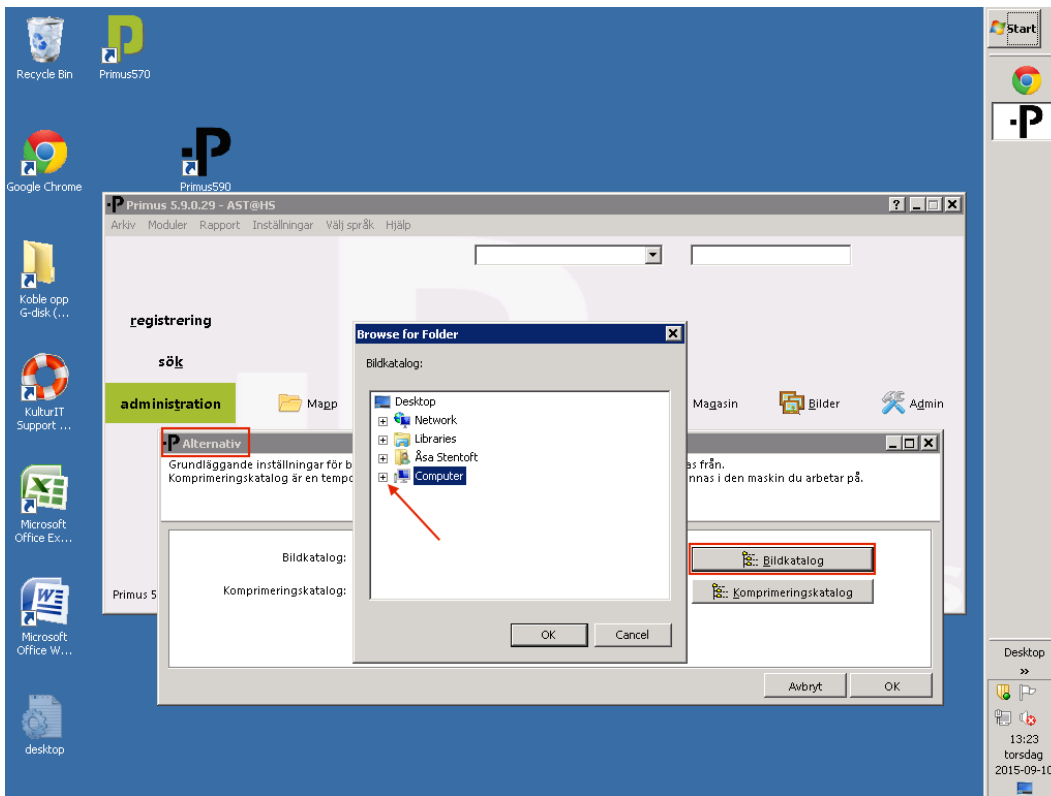 Recycle Bin
Primus570
Google Chrome
Primus590
Koble opp
G-disk (...
KulturIT
Support ...
Microsoft
Office Ex...
Microsoft
Office W...
desktop
Primus 5.9.0.29 - AST@HS
Arkiv Moduler Rapport Inställningar Välj språk Hjälp
registrering
sök
administration
Mapp
Magasin
Bilder
Admin
Primus 5
Alternativ
Grundläggande inställningar för b
as från.
Komprimeringskatalog är en tempo
nnas i den maskin du arbetar på.
Bildkatalog:
Bildkatalog
Komprimeringskatalog:
Komprimeringskatalog
Avbryt
OK
Browse for Folder
Bildkatalog:
Desktop
Network
Libraries
Åsa Stentoft
Computer
OK
Cancel
Start
Desktop
»
13:23
torsdag
2015-09-10